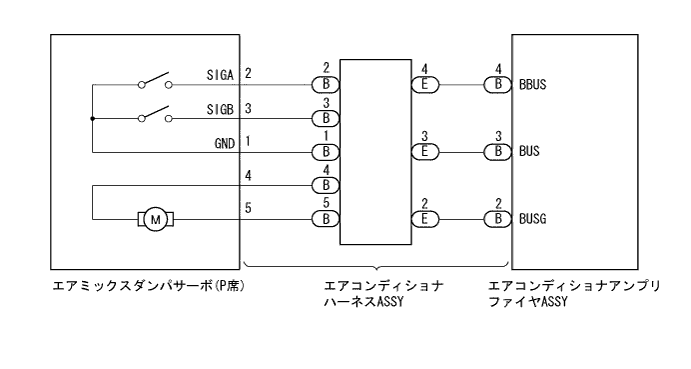 SIGA 2 2 B 4 E 4 B BBUS
SIGB 3 3 B
GND 1 1 B 3 E 3 B BUS
4 4 B
M 5 5 B 2 E 2 B BUSG
エアミックスダンパサーボ(P席)
エアコンディショナ
ハーネスASSY
エアコンディショナアンプリ
ファイヤASSY